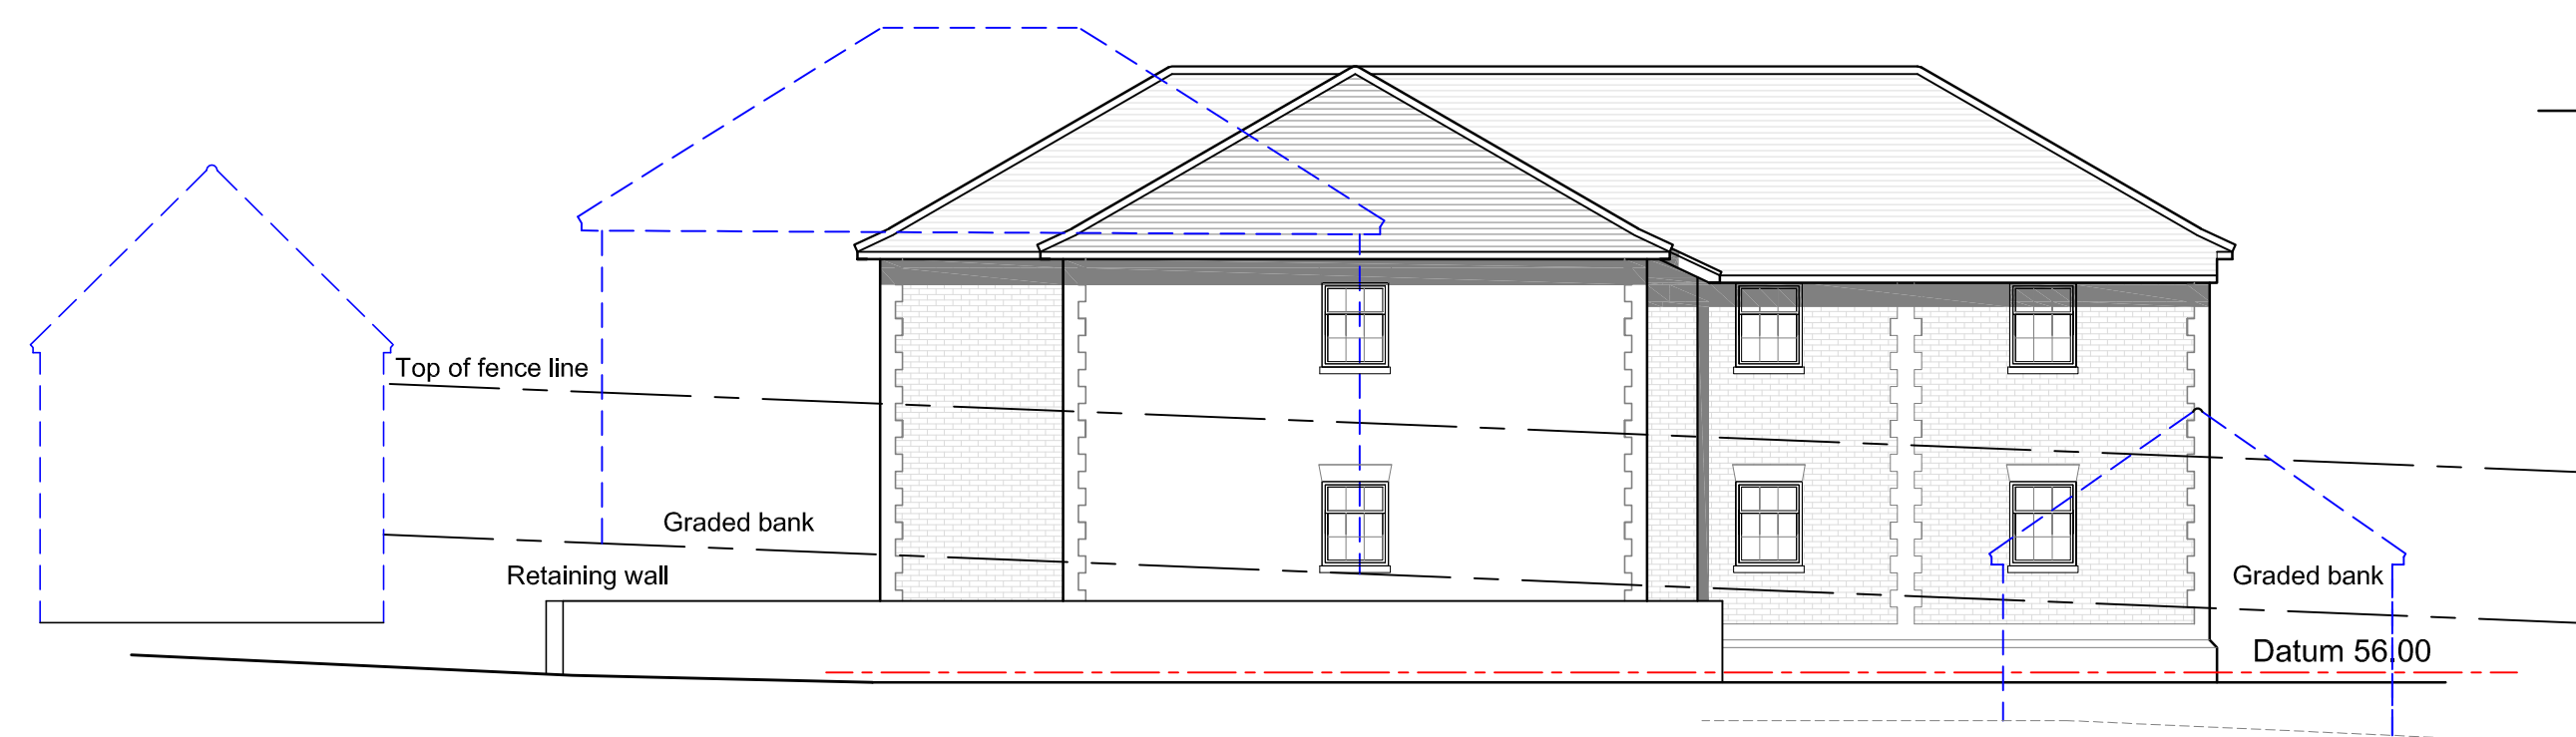 Top of fence line
Graded bank
Retaining wall
Graded bank
Datum 56.00